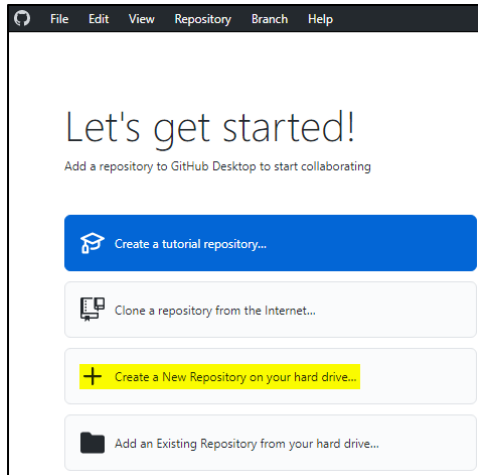 File Edit View Repository Branch Help
Let's get started!
Add a repository to GitHub Desktop to start collaborating
Create a tutorial repository...
Clone a repository from the Internet...
Create a New Repository on your hard drive...
Add an Existing Repository from your hard drive...